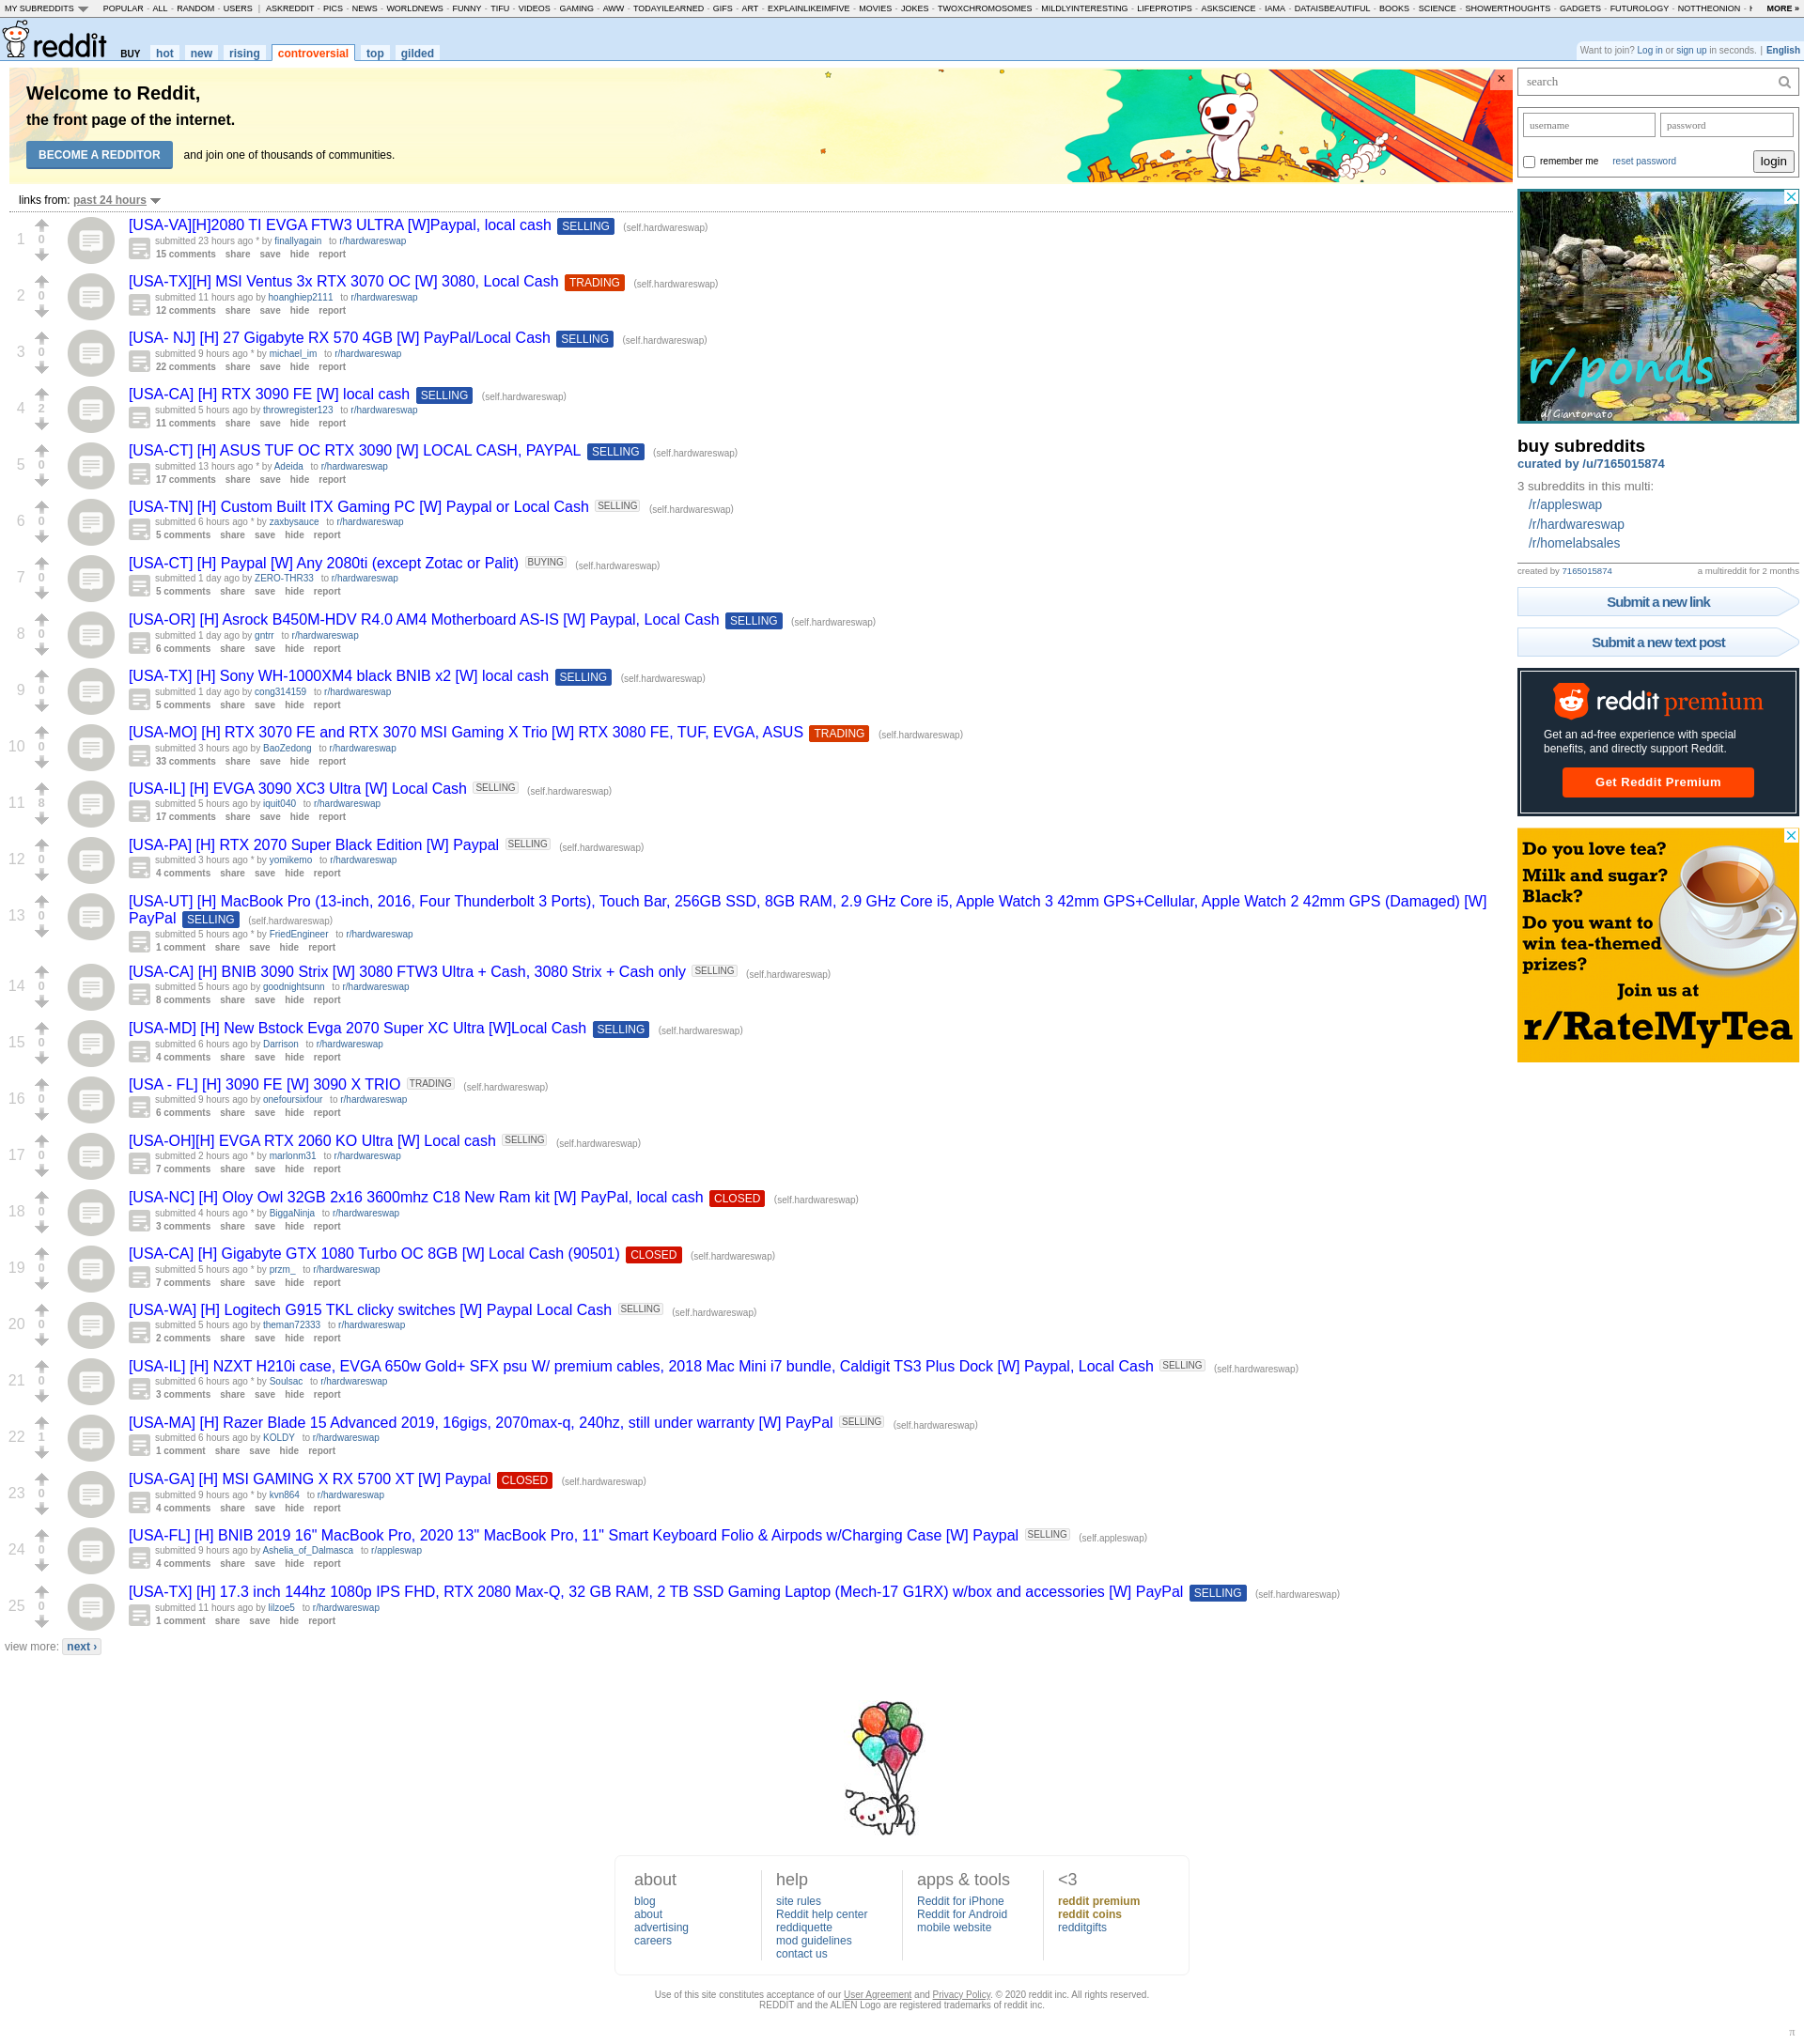 MY SUBREDDITS POPULAR - ALL - RANDOM - USERS | ASKREDDIT - PICS - NEWS - WORLDNEWS - FUNNY - TIFU - VIDEOS - GAMING - AWW - TODAYILEARNED - GIFS - ART - EXPLAINLIKEIMFIVE - MOVIES - JOKES - TWOXCHROMOSOMES - MILDLYINTERESTING - LIFEPROTIPS - ASKSCIENCE - IAMA - DATAISBEAUTIFUL - BOOKS - SCIENCE - SHOWERTHOUGHTS - GADGETS - FUTUROLOGY - NOTTHEONION - MORE »
reddit BUY hot new rising controversial top gilded
Want to join? Log in or sign up in seconds. | English
Welcome to Reddit,
the front page of the internet.
BECOME A REDDITOR and join one of thousands of communities.
×
links from: past 24 hours
1 0 [USA-VA][H]2080 TI EVGA FTW3 ULTRA [W]Paypal, local cash SELLING (self.hardwareswap)
submitted 23 hours ago * by finallyagain to r/hardwareswap
15 comments share save hide report
2 0 [USA-TX][H] MSI Ventus 3x RTX 3070 OC [W] 3080, Local Cash TRADING (self.hardwareswap)
submitted 11 hours ago by hoanghiep2111 to r/hardwareswap
12 comments share save hide report
3 0 [USA- NJ] [H] 27 Gigabyte RX 570 4GB [W] PayPal/Local Cash SELLING (self.hardwareswap)
submitted 9 hours ago * by michael_im to r/hardwareswap
22 comments share save hide report
4 2 [USA-CA] [H] RTX 3090 FE [W] local cash SELLING (self.hardwareswap)
submitted 5 hours ago by throwregister123 to r/hardwareswap
11 comments share save hide report
5 0 [USA-CT] [H] ASUS TUF OC RTX 3090 [W] LOCAL CASH, PAYPAL SELLING (self.hardwareswap)
submitted 13 hours ago * by Adeida to r/hardwareswap
17 comments share save hide report
6 0 [USA-TN] [H] Custom Built ITX Gaming PC [W] Paypal or Local Cash SELLING (self.hardwareswap)
submitted 6 hours ago * by zaxbysauce to r/hardwareswap
5 comments share save hide report
7 0 [USA-CT] [H] Paypal [W] Any 2080ti (except Zotac or Palit) BUYING (self.hardwareswap)
submitted 1 day ago by ZERO-THR33 to r/hardwareswap
5 comments share save hide report
8 0 [USA-OR] [H] Asrock B450M-HDV R4.0 AM4 Motherboard AS-IS [W] Paypal, Local Cash SELLING (self.hardwareswap)
submitted 1 day ago by gntrr to r/hardwareswap
6 comments share save hide report
9 0 [USA-TX] [H] Sony WH-1000XM4 black BNIB x2 [W] local cash SELLING (self.hardwareswap)
submitted 1 day ago by cong314159 to r/hardwareswap
5 comments share save hide report
10 0 [USA-MO] [H] RTX 3070 FE and RTX 3070 MSI Gaming X Trio [W] RTX 3080 FE, TUF, EVGA, ASUS TRADING (self.hardwareswap)
submitted 3 hours ago by BaoZedong to r/hardwareswap
33 comments share save hide report
11 8 [USA-IL] [H] EVGA 3090 XC3 Ultra [W] Local Cash SELLING (self.hardwareswap)
submitted 5 hours ago by iquit040 to r/hardwareswap
17 comments share save hide report
12 0 [USA-PA] [H] RTX 2070 Super Black Edition [W] Paypal SELLING (self.hardwareswap)
submitted 3 hours ago * by yomikemo to r/hardwareswap
4 comments share save hide report
13 0 [USA-UT] [H] MacBook Pro (13-inch, 2016, Four Thunderbolt 3 Ports), Touch Bar, 256GB SSD, 8GB RAM, 2.9 GHz Core i5, Apple Watch 3 42mm GPS+Cellular, Apple Watch 2 42mm GPS (Damaged) [W]
PayPal SELLING (self.hardwareswap)
submitted 5 hours ago * by FriedEngineer to r/hardwareswap
1 comment share save hide report
14 0 [USA-CA] [H] BNIB 3090 Strix [W] 3080 FTW3 Ultra + Cash, 3080 Strix + Cash only SELLING (self.hardwareswap)
submitted 5 hours ago by goodnightsunn to r/hardwareswap
8 comments share save hide report
15 0 [USA-MD] [H] New Bstock Evga 2070 Super XC Ultra [W]Local Cash SELLING (self.hardwareswap)
submitted 6 hours ago by Darrison to r/hardwareswap
4 comments share save hide report
16 0 [USA - FL] [H] 3090 FE [W] 3090 X TRIO TRADING (self.hardwareswap)
submitted 9 hours ago by onefoursixfour to r/hardwareswap
6 comments share save hide report
17 0 [USA-OH][H] EVGA RTX 2060 KO Ultra [W] Local cash SELLING (self.hardwareswap)
submitted 2 hours ago * by marlonm31 to r/hardwareswap
7 comments share save hide report
18 0 [USA-NC] [H] Oloy Owl 32GB 2x16 3600mhz C18 New Ram kit [W] PayPal, local cash CLOSED (self.hardwareswap)
submitted 4 hours ago * by BiggaNinja to r/hardwareswap
3 comments share save hide report
19 0 [USA-CA] [H] Gigabyte GTX 1080 Turbo OC 8GB [W] Local Cash (90501) CLOSED (self.hardwareswap)
submitted 5 hours ago * by przm_ to r/hardwareswap
7 comments share save hide report
20 0 [USA-WA] [H] Logitech G915 TKL clicky switches [W] Paypal Local Cash SELLING (self.hardwareswap)
submitted 5 hours ago by theman72333 to r/hardwareswap
2 comments share save hide report
21 0 [USA-IL] [H] NZXT H210i case, EVGA 650w Gold+ SFX psu W/ premium cables, 2018 Mac Mini i7 bundle, Caldigit TS3 Plus Dock [W] Paypal, Local Cash SELLING (self.hardwareswap)
submitted 6 hours ago * by Soulsac to r/hardwareswap
3 comments share save hide report
22 1 [USA-MA] [H] Razer Blade 15 Advanced 2019, 16gigs, 2070max-q, 240hz, still under warranty [W] PayPal SELLING (self.hardwareswap)
submitted 6 hours ago by KOLDY to r/hardwareswap
1 comment share save hide report
23 0 [USA-GA] [H] MSI GAMING X RX 5700 XT [W] Paypal CLOSED (self.hardwareswap)
submitted 9 hours ago * by kvn864 to r/hardwareswap
4 comments share save hide report
24 0 [USA-FL] [H] BNIB 2019 16" MacBook Pro, 2020 13" MacBook Pro, 11" Smart Keyboard Folio & Airpods w/Charging Case [W] Paypal SELLING (self.appleswap)
submitted 9 hours ago by Ashelia_of_Dalmasca to r/appleswap
4 comments share save hide report
25 0 [USA-TX] [H] 17.3 inch 144hz 1080p IPS FHD, RTX 2080 Max-Q, 32 GB RAM, 2 TB SSD Gaming Laptop (Mech-17 G1RX) w/box and accessories [W] PayPal SELLING (self.hardwareswap)
submitted 11 hours ago by lilzoe5 to r/hardwareswap
1 comment share save hide report
view more: next ›
search
username password
remember me reset password login
r/ponds
u/Giantomato
buy subreddits
curated by /u/7165015874
3 subreddits in this multi:
/r/appleswap
/r/hardwareswap
/r/homelabsales
created by 7165015874 a multireddit for 2 months
Submit a new link
Submit a new text post
reddit premium
Get an ad-free experience with special
benefits, and directly support Reddit.
Get Reddit Premium
Do you love tea?
Milk and sugar?
Black?
Do you want to
win tea-themed
prizes?
Join us at
r/RateMyTea
about
blog
about
advertising
careers
help
site rules
Reddit help center
reddiquette
mod guidelines
contact us
apps & tools
Reddit for iPhone
Reddit for Android
mobile website
<3
reddit premium
reddit coins
redditgifts
Use of this site constitutes acceptance of our User Agreement and Privacy Policy. © 2020 reddit inc. All rights reserved.
REDDIT and the ALIEN Logo are registered trademarks of reddit inc.
π